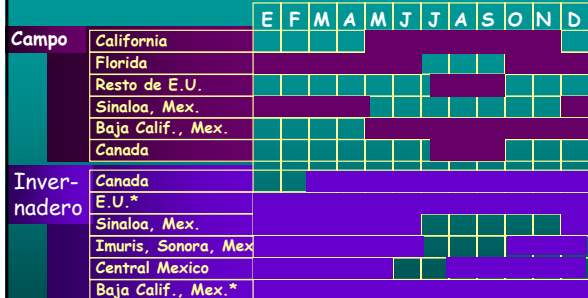 E F M A M J J A S O N D
Campo California
Florida
Resto de E.U.
Sinaloa, Mex.
Baja Calif., Mex.
Canada
Inver-
nadero
Canada
E.U.*
Sinaloa, Mex.
Imuris, Sonora, Mex
Central Mexico
Baja Calif., Mex.*